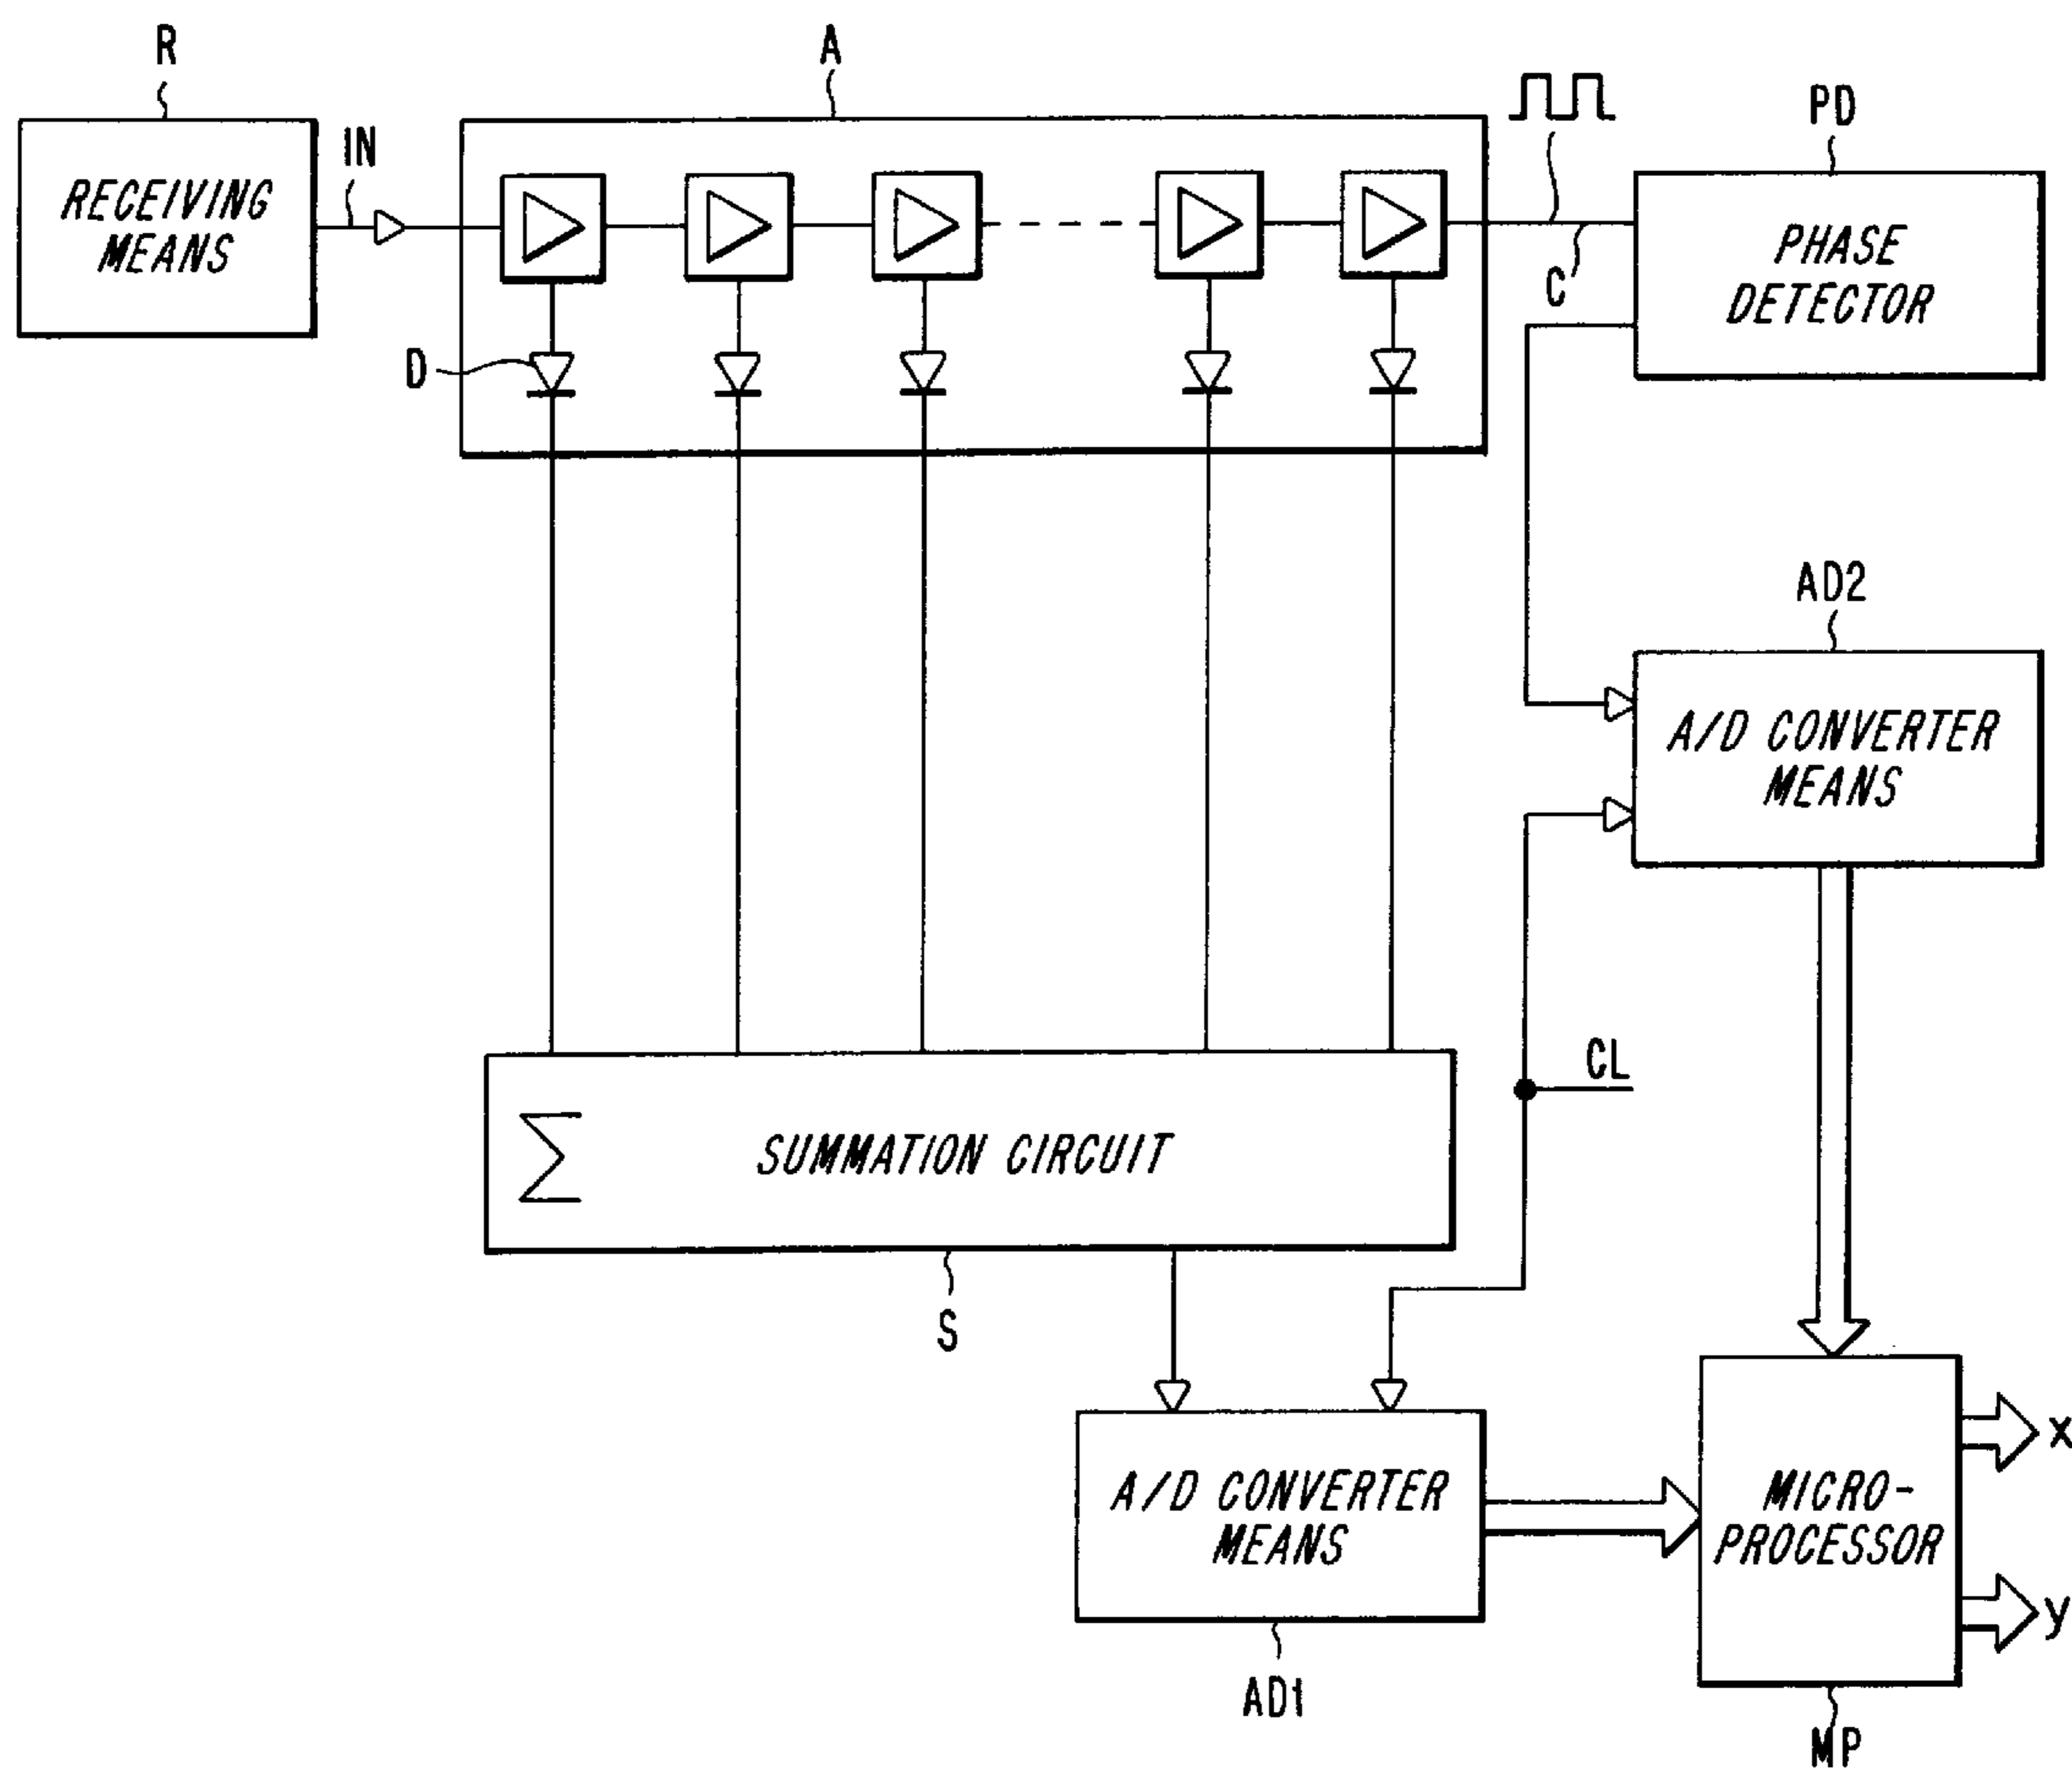 R
A
IN
PD
RECEIVING
MEANS
PHASE
DETECTOR
C
D
AD2
A/D CONVERTER
MEANS
CL
Σ
SUMMATION CIRCUIT
S
x
A/D CONVERTER
MEANS
MICRO-
PROCESSOR
y
AD1
MP